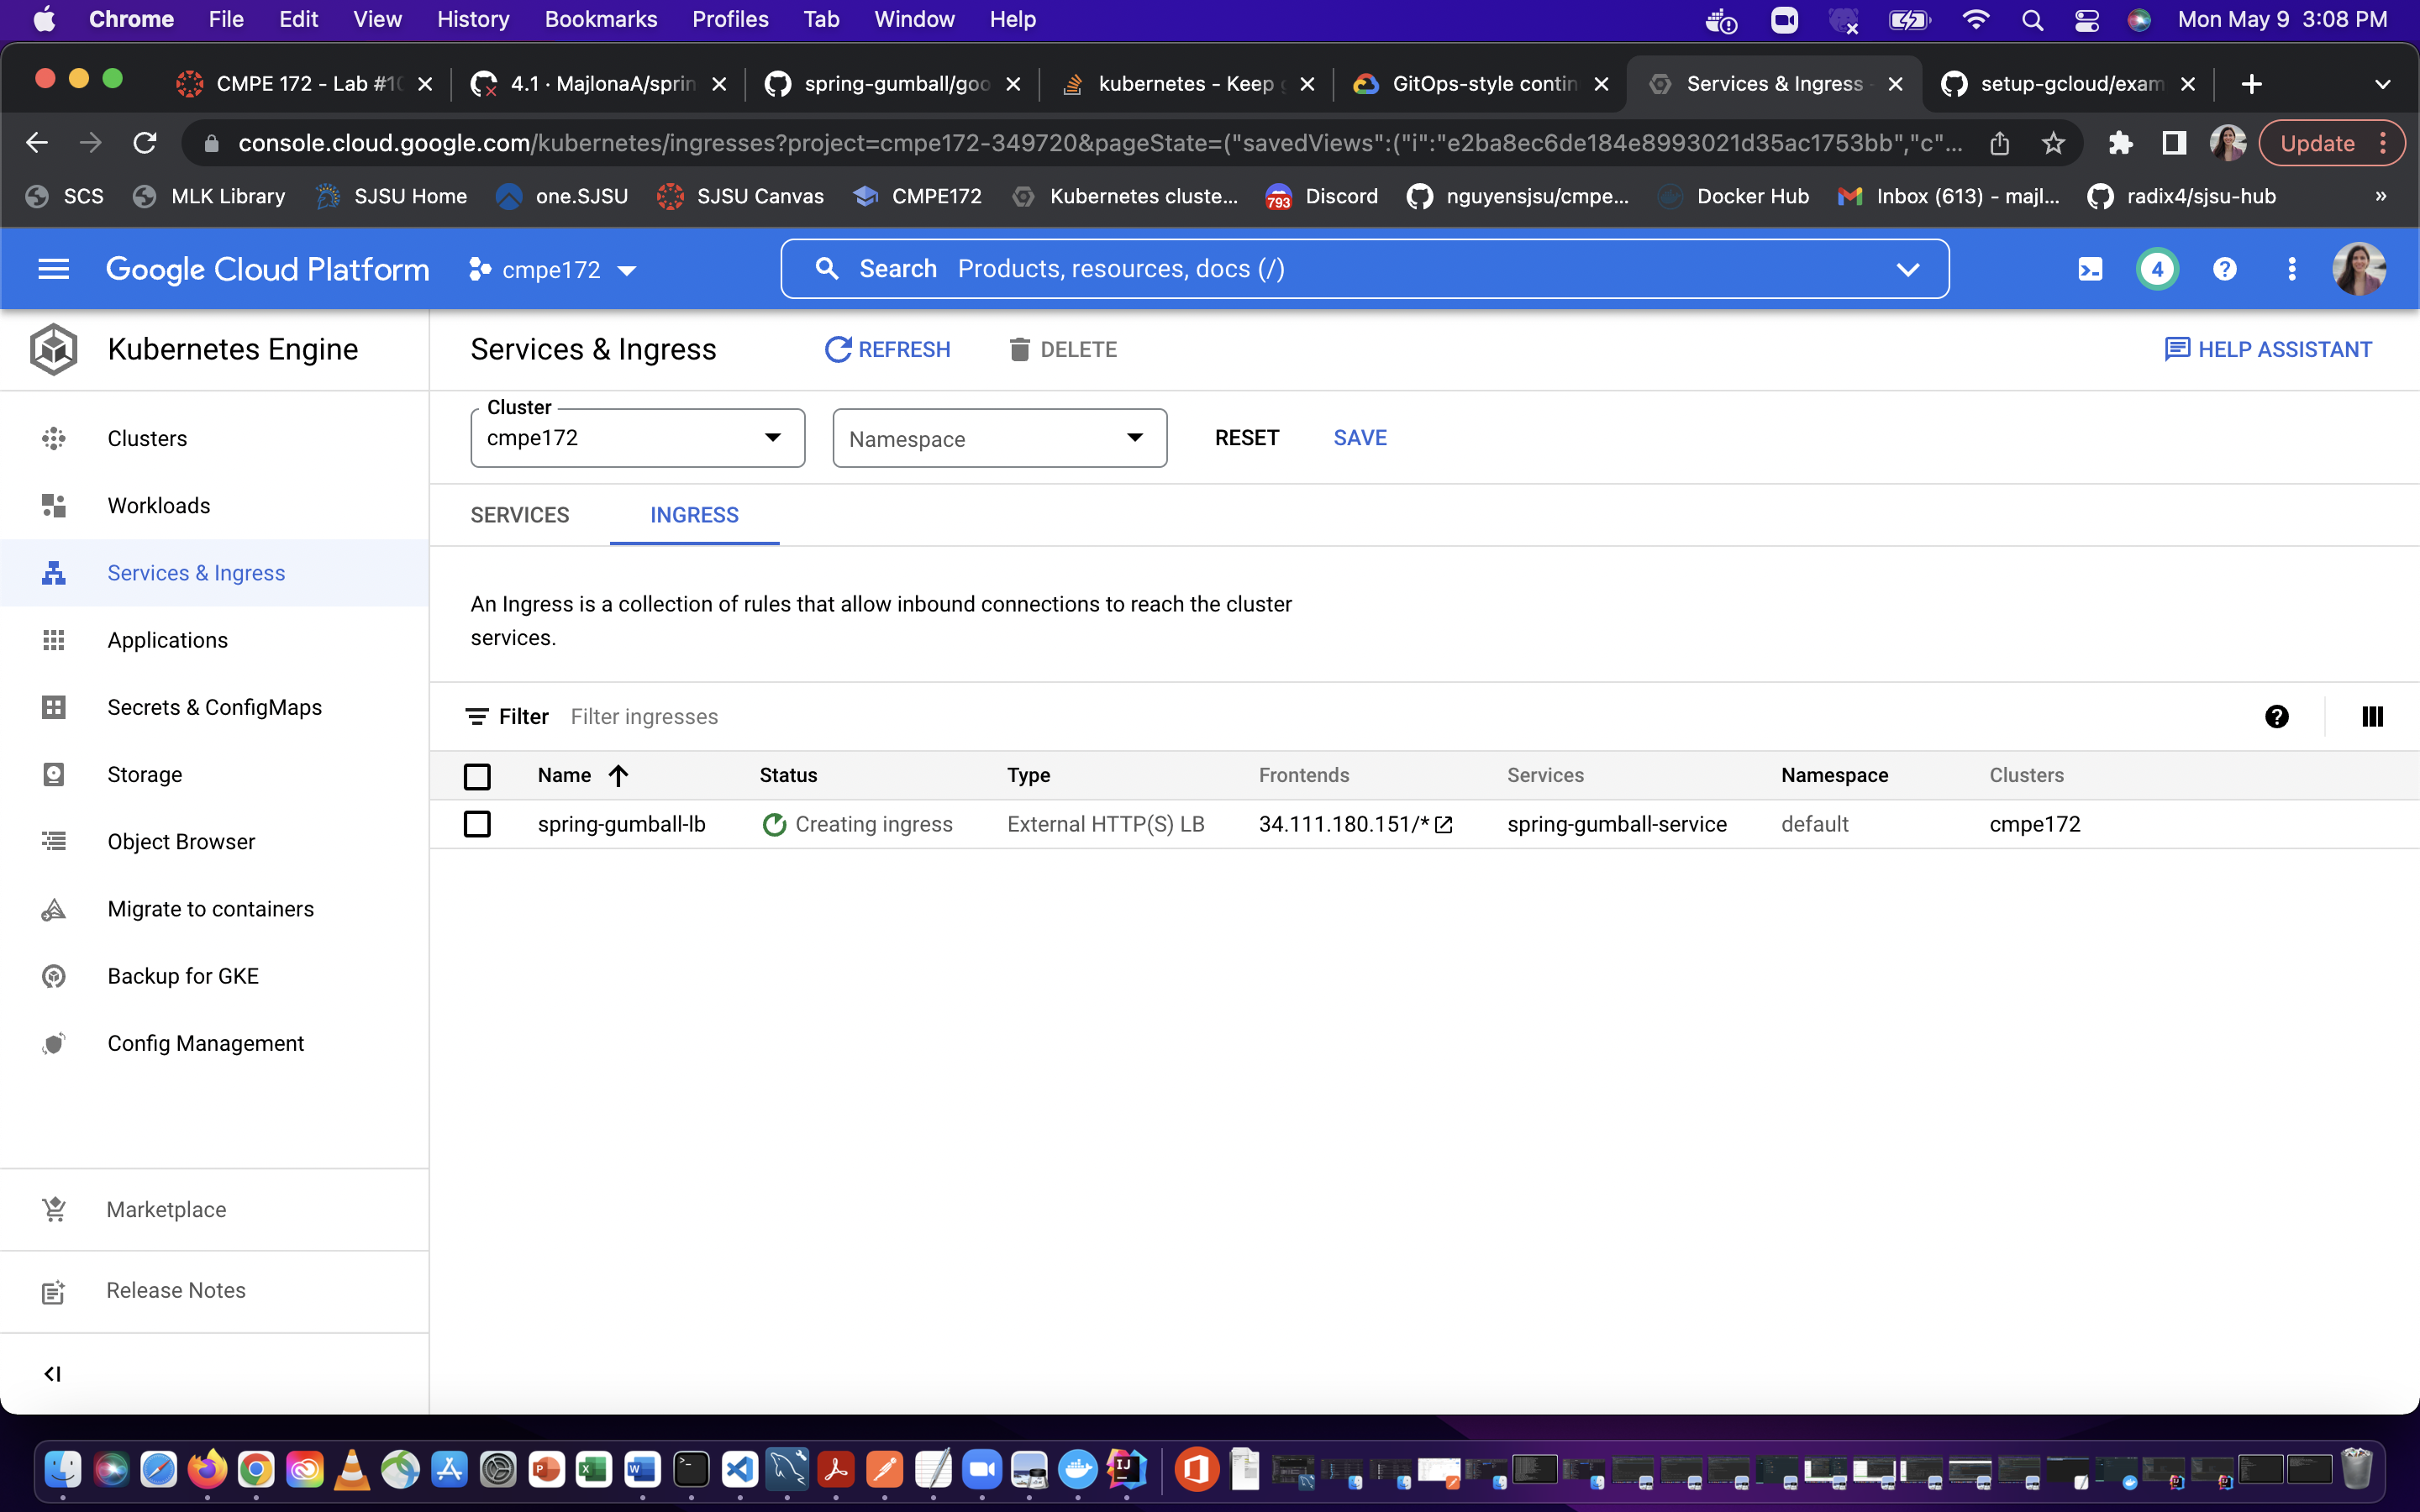 Chrome File Edit View History Bookmarks Profiles Tab Window Help Mon May 9 3:08 PM
CMPE 172 - Lab #10 4.1 · MajlonaA/sprin spring-gumball/goo kubernetes - Keep GitOps-style contin Services & Ingress setup-gcloud/exam
console.cloud.google.com/kubernetes/ingresses?project=cmpe172-349720&pageState=("savedViews":("i":"e2ba8ec6de184e8993021d35ac1753bb","c"... Update
SCS MLK Library SJSU Home one.SJSU SJSU Canvas CMPE172 Kubernetes cluste... 793 Discord nguyensjsu/cmpe... Docker Hub Inbox (613) - majl... radix4/sjsu-hub »
Google Cloud Platform cmpe172 Search Products, resources, docs (/) 4
Kubernetes Engine
Services & Ingress REFRESH DELETE HELP ASSISTANT
Clusters
Workloads
Services & Ingress
Applications
Secrets & ConfigMaps
Storage
Object Browser
Migrate to containers
Backup for GKE
Config Management
Marketplace
Release Notes
Cluster
cmpe172 Namespace RESET SAVE
SERVICES INGRESS
An Ingress is a collection of rules that allow inbound connections to reach the cluster
services.
Filter Filter ingresses
Name Status Type Frontends Services Namespace Clusters
spring-gumball-lb Creating ingress External HTTP(S) LB 34.111.180.151/* spring-gumball-service default cmpe172